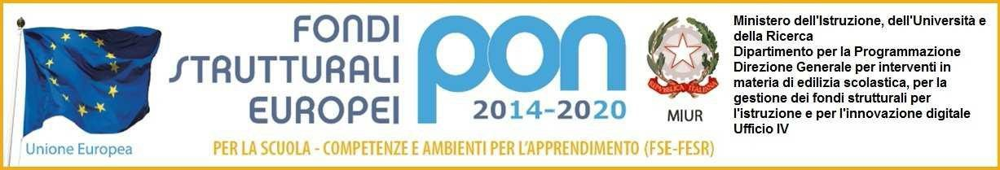 Unione Europea
FONDI
STRUTTURALI
EUROPEI
pon
2014-2020
PER LA SCUOLA - COMPETENZE E AMBIENTI PER L'APPRENDIMENTO (FSE-FESR)
REPVBBLICA ITALIANA
MIUR
Ministero dell'Istruzione, dell'Università e
della Ricerca
Dipartimento per la Programmazione
Direzione Generale per interventi in
materia di edilizia scolastica, per la
gestione dei fondi strutturali per
l'istruzione e per l'innovazione digitale
Ufficio IV